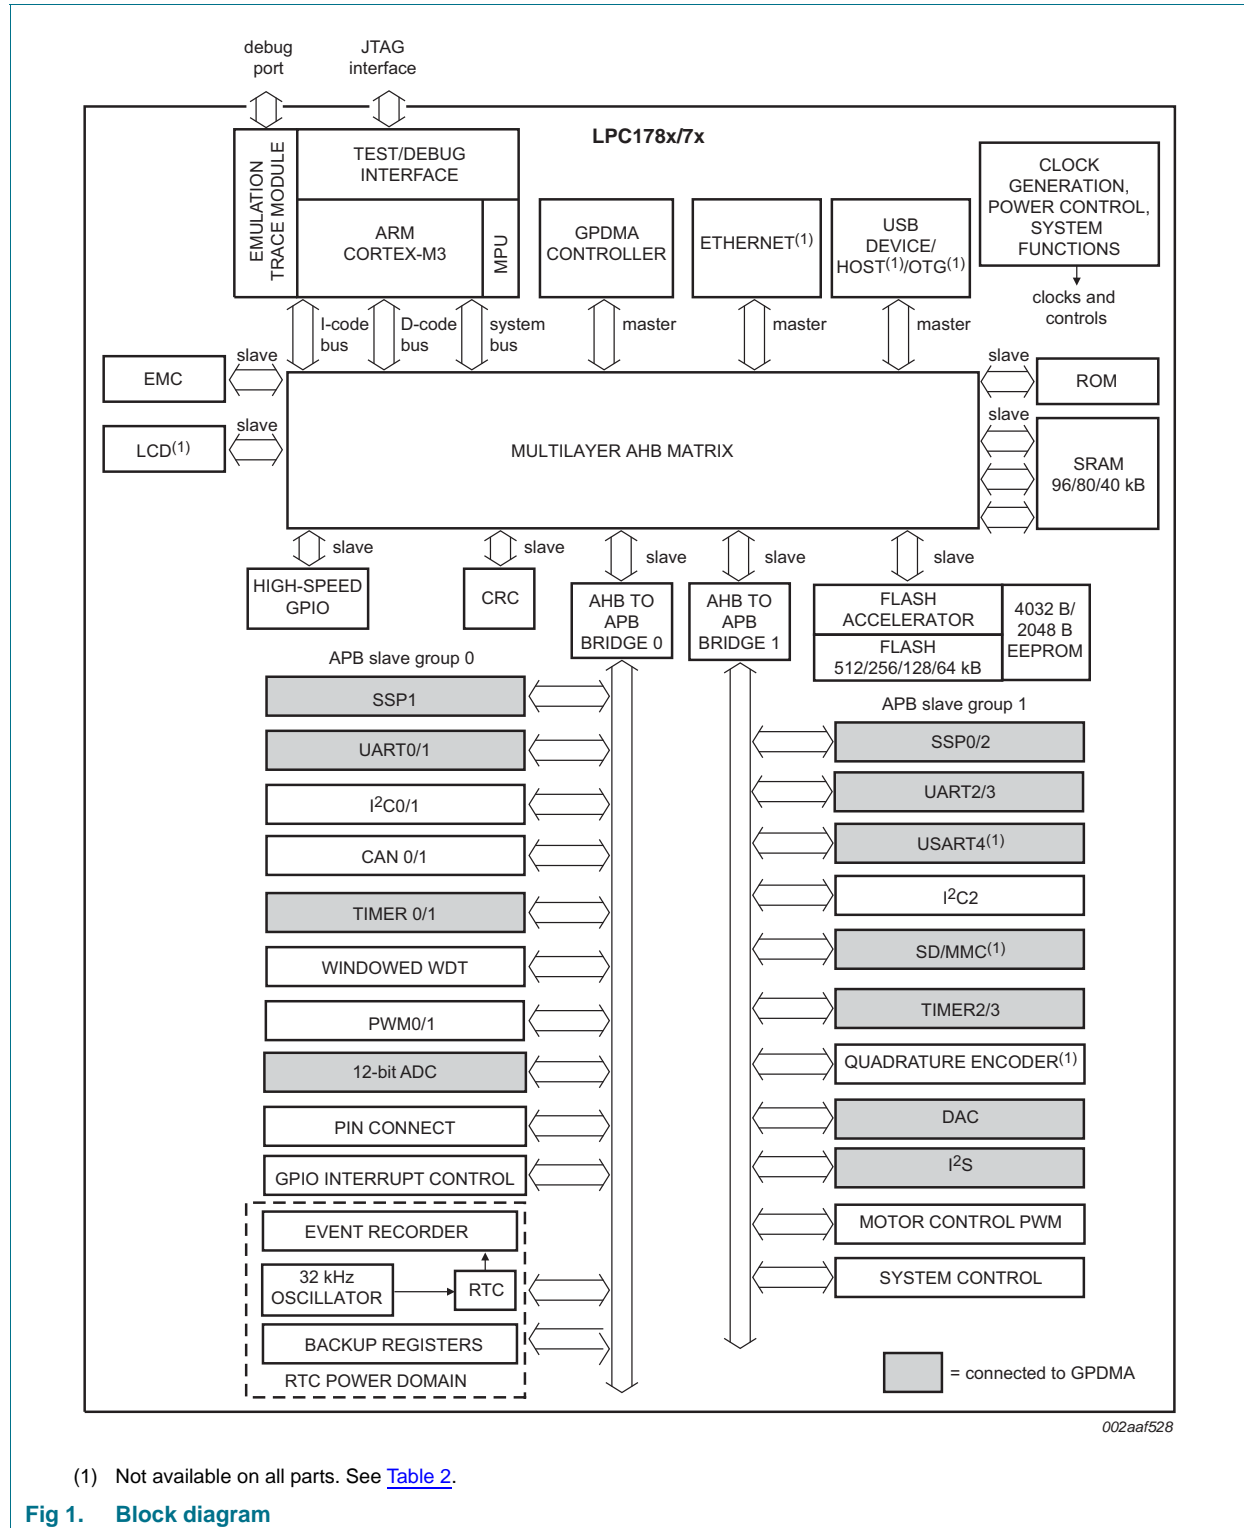 debug
port
JTAG
interface
LPC178x/7x
EMULATION
TRACE MODULE
TEST/DEBUG
INTERFACE
ARM
CORTEX-M3
MPU
GPDMA
CONTROLLER
ETHERNET(1)
USB
DEVICE/
HOST(1)/OTG(1)
CLOCK
GENERATION,
POWER CONTROL,
SYSTEM
FUNCTIONS
clocks and
controls
I-code
bus
D-code
bus
system
bus
master
master
master
EMC
slave
LCD(1)
slave
MULTILAYER AHB MATRIX
slave
ROM
slave
SRAM
96/80/40 kB
slave
slave
slave
slave
slave
HIGH-SPEED
GPIO
CRC
AHB TO
APB
BRIDGE 0
AHB TO
APB
BRIDGE 1
FLASH
ACCELERATOR
FLASH
512/256/128/64 kB
4032 B/
2048 B
EEPROM
APB slave group 0
SSP1
UART0/1
I2C0/1
CAN 0/1
TIMER 0/1
WINDOWED WDT
PWM0/1
12-bit ADC
PIN CONNECT
GPIO INTERRUPT CONTROL
EVENT RECORDER
32 kHz
OSCILLATOR
RTC
BACKUP REGISTERS
RTC POWER DOMAIN
APB slave group 1
SSP0/2
UART2/3
USART4(1)
I2C2
SD/MMC(1)
TIMER2/3
QUADRATURE ENCODER(1)
DAC
I2S
MOTOR CONTROL PWM
SYSTEM CONTROL
= connected to GPDMA
002aaf528
(1) Not available on all parts. See Table 2.
Fig 1. Block diagram